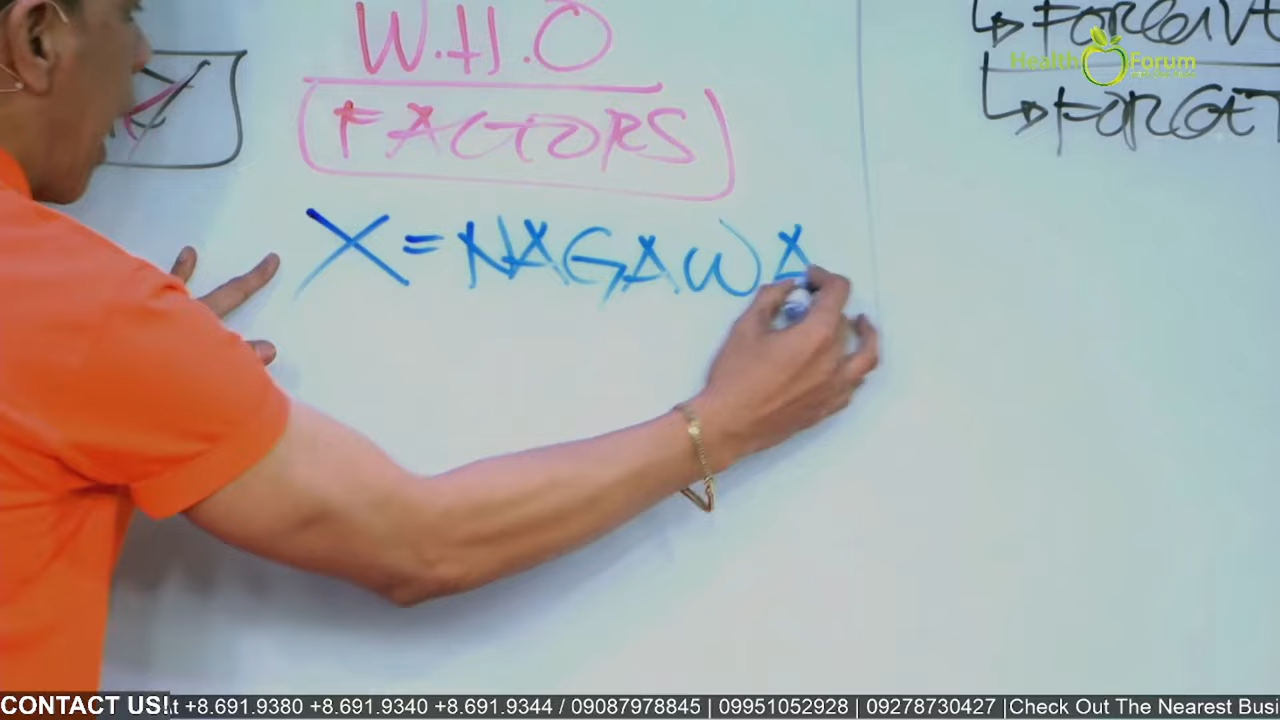 W.H.O
FACTORS
X = NAGAWA
↳ FORGIVE
↳ FORGET
Health Forum
CONTACT US! At +8.691.9380 +8.691.9340 +8.691.9344 / 09087978845 | 09951052928 | 09278730427 |Check Out The Nearest Busi